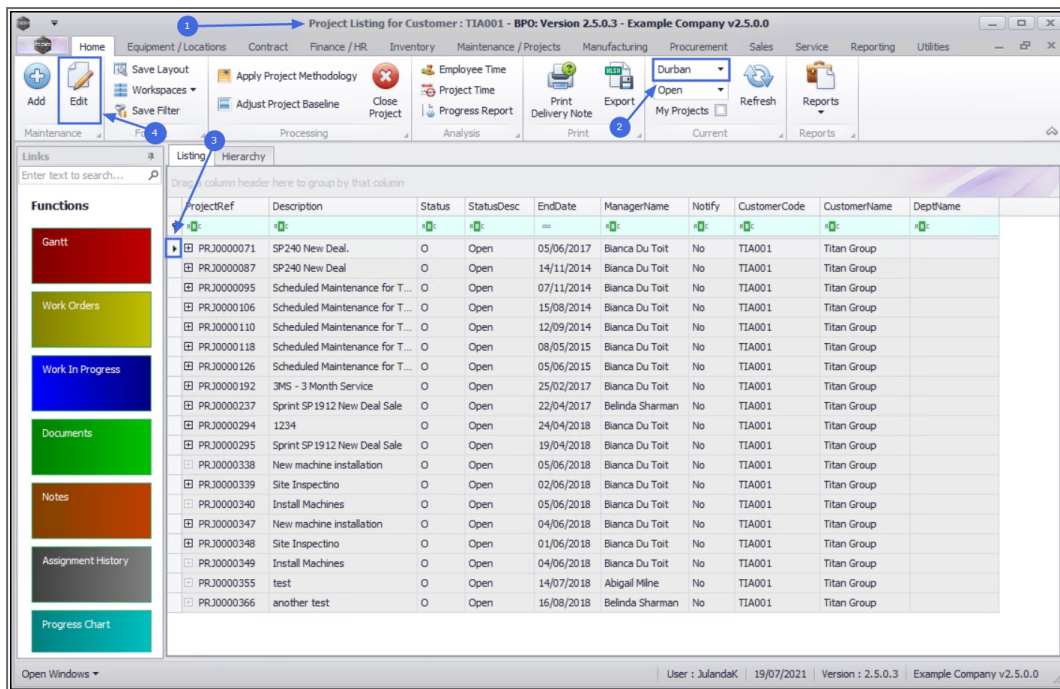 1
Project Listing for Customer : TIA001 - BPO: Version 2.5.0.3 - Example Company v2.5.0.0
Home Equipment / Locations Contract Finance / HR Inventory Maintenance / Projects Manufacturing Procurement Sales Service Reporting Utilities
Add
Edit
Save Layout
Workspaces
Save Filter
Apply Project Methodology
Adjust Project Baseline
Close Project
Employee Time
Project Time
Progress Report
Print Delivery Note
Export
Durban
Open
My Projects
Refresh
Reports
4
2
3
Maintenance Processing Analysis Print Current Reports
Links
Enter text to search...
Functions
Gantt
Work Orders
Work In Progress
Documents
Notes
Assignment History
Progress Chart
Listing Hierarchy
Drag a column header here to group by that column
ProjectRef Description Status StatusDesc EndDate ManagerName Notify CustomerCode CustomerName DeptName
PRJ0000071 SP240 New Deal. O Open 05/06/2017 Bianca Du Toit No TIA001 Titan Group
PRJ0000087 SP240 New Deal O Open 14/11/2014 Bianca Du Toit No TIA001 Titan Group
PRJ0000095 Scheduled Maintenance for T... O Open 07/11/2014 Bianca Du Toit No TIA001 Titan Group
PRJ0000106 Scheduled Maintenance for T... O Open 15/08/2014 Bianca Du Toit No TIA001 Titan Group
PRJ0000110 Scheduled Maintenance for T... O Open 12/09/2014 Bianca Du Toit No TIA001 Titan Group
PRJ0000118 Scheduled Maintenance for T... O Open 08/05/2015 Bianca Du Toit No TIA001 Titan Group
PRJ0000126 Scheduled Maintenance for T... O Open 05/06/2015 Bianca Du Toit No TIA001 Titan Group
PRJ0000192 3MS - 3 Month Service O Open 25/02/2017 Bianca Du Toit No TIA001 Titan Group
PRJ0000237 Sprint SP1912 New Deal Sale O Open 22/04/2017 Belinda Sharman No TIA001 Titan Group
PRJ0000294 1234 O Open 24/04/2018 Bianca Du Toit No TIA001 Titan Group
PRJ0000295 Sprint SP1912 New Deal Sale O Open 19/04/2018 Bianca Du Toit No TIA001 Titan Group
PRJ0000338 New machine installation O Open 05/06/2018 Bianca Du Toit No TIA001 Titan Group
PRJ0000339 Site Inspectino O Open 02/06/2018 Bianca Du Toit No TIA001 Titan Group
PRJ0000340 Install Machines O Open 05/06/2018 Bianca Du Toit No TIA001 Titan Group
PRJ0000347 New machine installation O Open 04/06/2018 Bianca Du Toit No TIA001 Titan Group
PRJ0000348 Site Inspectino O Open 01/06/2018 Bianca Du Toit No TIA001 Titan Group
PRJ0000349 Install Machines O Open 04/06/2018 Bianca Du Toit No TIA001 Titan Group
PRJ0000355 test O Open 14/07/2018 Abigail Milne No TIA001 Titan Group
PRJ0000366 another test O Open 16/08/2018 Belinda Sharman No TIA001 Titan Group
Open Windows User : JulandaK 19/07/2021 Version : 2.5.0.3 Example Company v2.5.0.0